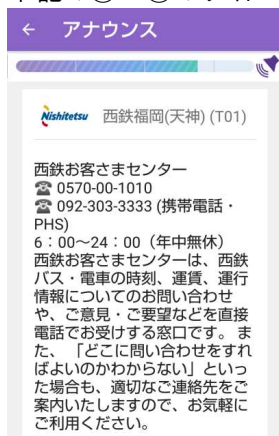 ← アナウンス
Nishitetsu 西鉄福岡(天神) (T01)
西鉄お客さまセンター
☎ 0570-00-1010
☎ 092-303-3333 (携帯電話・
PHS)
6：00～24：00（年中無休）
西鉄お客さまセンターは、西鉄
バス・電車の時刻、運賃、運行
情報についてのお問い合わせ
や、ご意見・ご要望などを直接
電話でお受けする窓口です。ま
た、「どこに問い合わせをすれ
ばよいのかわからない」といっ
た場合も、適切なご連絡先をご
案内いたしますので、お気軽に
ご利用ください。